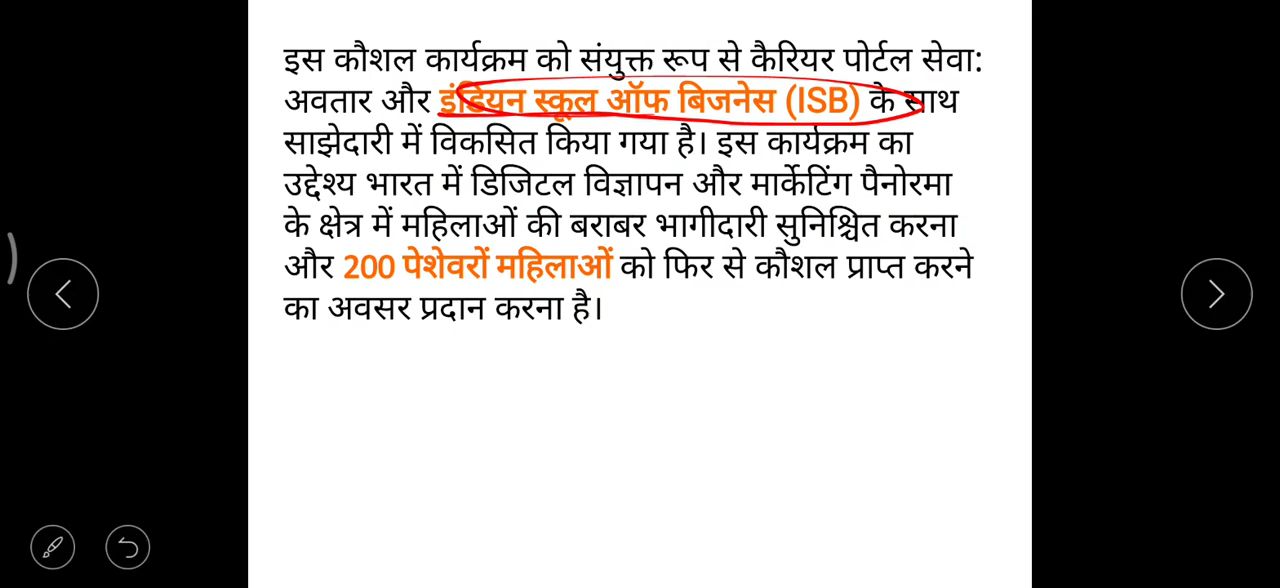 इस कौशल कार्यक्रम को संयुक्त रूप से कैरियर पोर्टल सेवा:
अवतार और इंडियन स्कूल ऑफ बिजनेस (ISB) के साथ
साझेदारी में विकसित किया गया है। इस कार्यक्रम का
उद्देश्य भारत में डिजिटल विज्ञापन और मार्केटिंग पैनोरमा
के क्षेत्र में महिलाओं की बराबर भागीदारी सुनिश्चित करना
और 200 पेशेवरों महिलाओं को फिर से कौशल प्राप्त करने
का अवसर प्रदान करना है।